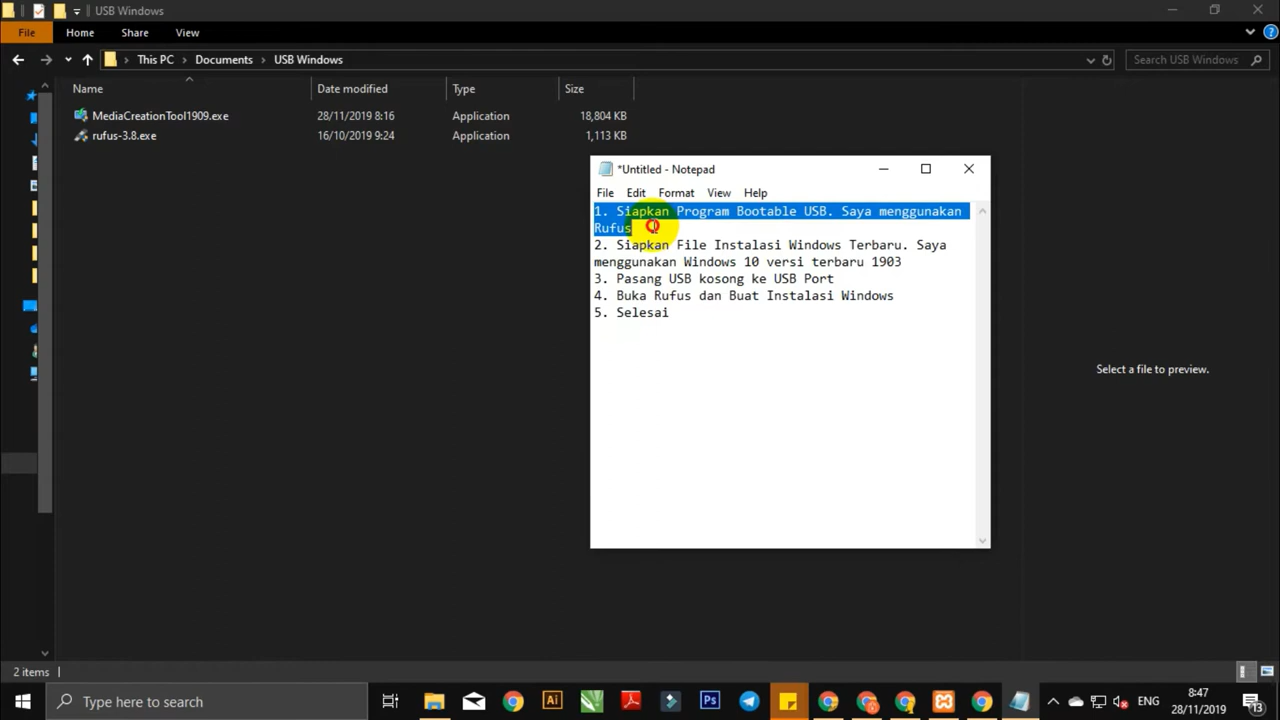 USB Windows
File Home Share View
This PC Documents USB Windows Search USB Windows
Name Date modified Type Size
MediaCreationTool1909.exe 28/11/2019 8:16 Application 18,804 KB
rufus-3.8.exe 16/10/2019 9:24 Application 1,113 KB
*Untitled - Notepad
File Edit Format View Help
1. Siapkan Program Bootable USB. Saya menggunakan
Rufus
2. Siapkan File Instalasi Windows Terbaru. Saya
menggunakan Windows 10 versi terbaru 1903
3. Pasang USB kosong ke USB Port
4. Buka Rufus dan Buat Instalasi Windows
5. Selesai
Select a file to preview.
2 items
Type here to search
Ai
Ps
ENG
8:47
28/11/2019
13